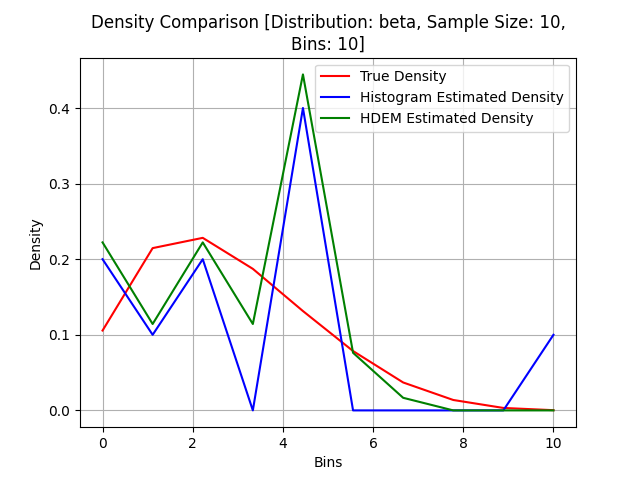 Density Comparison [Distribution: beta, Sample Size: 10,
Bins: 10]
True Density
Histogram Estimated Density
HDEM Estimated Density
Density
0.4
0.3
0.2
0.1
0.0
0 2 4 6 8 10
Bins